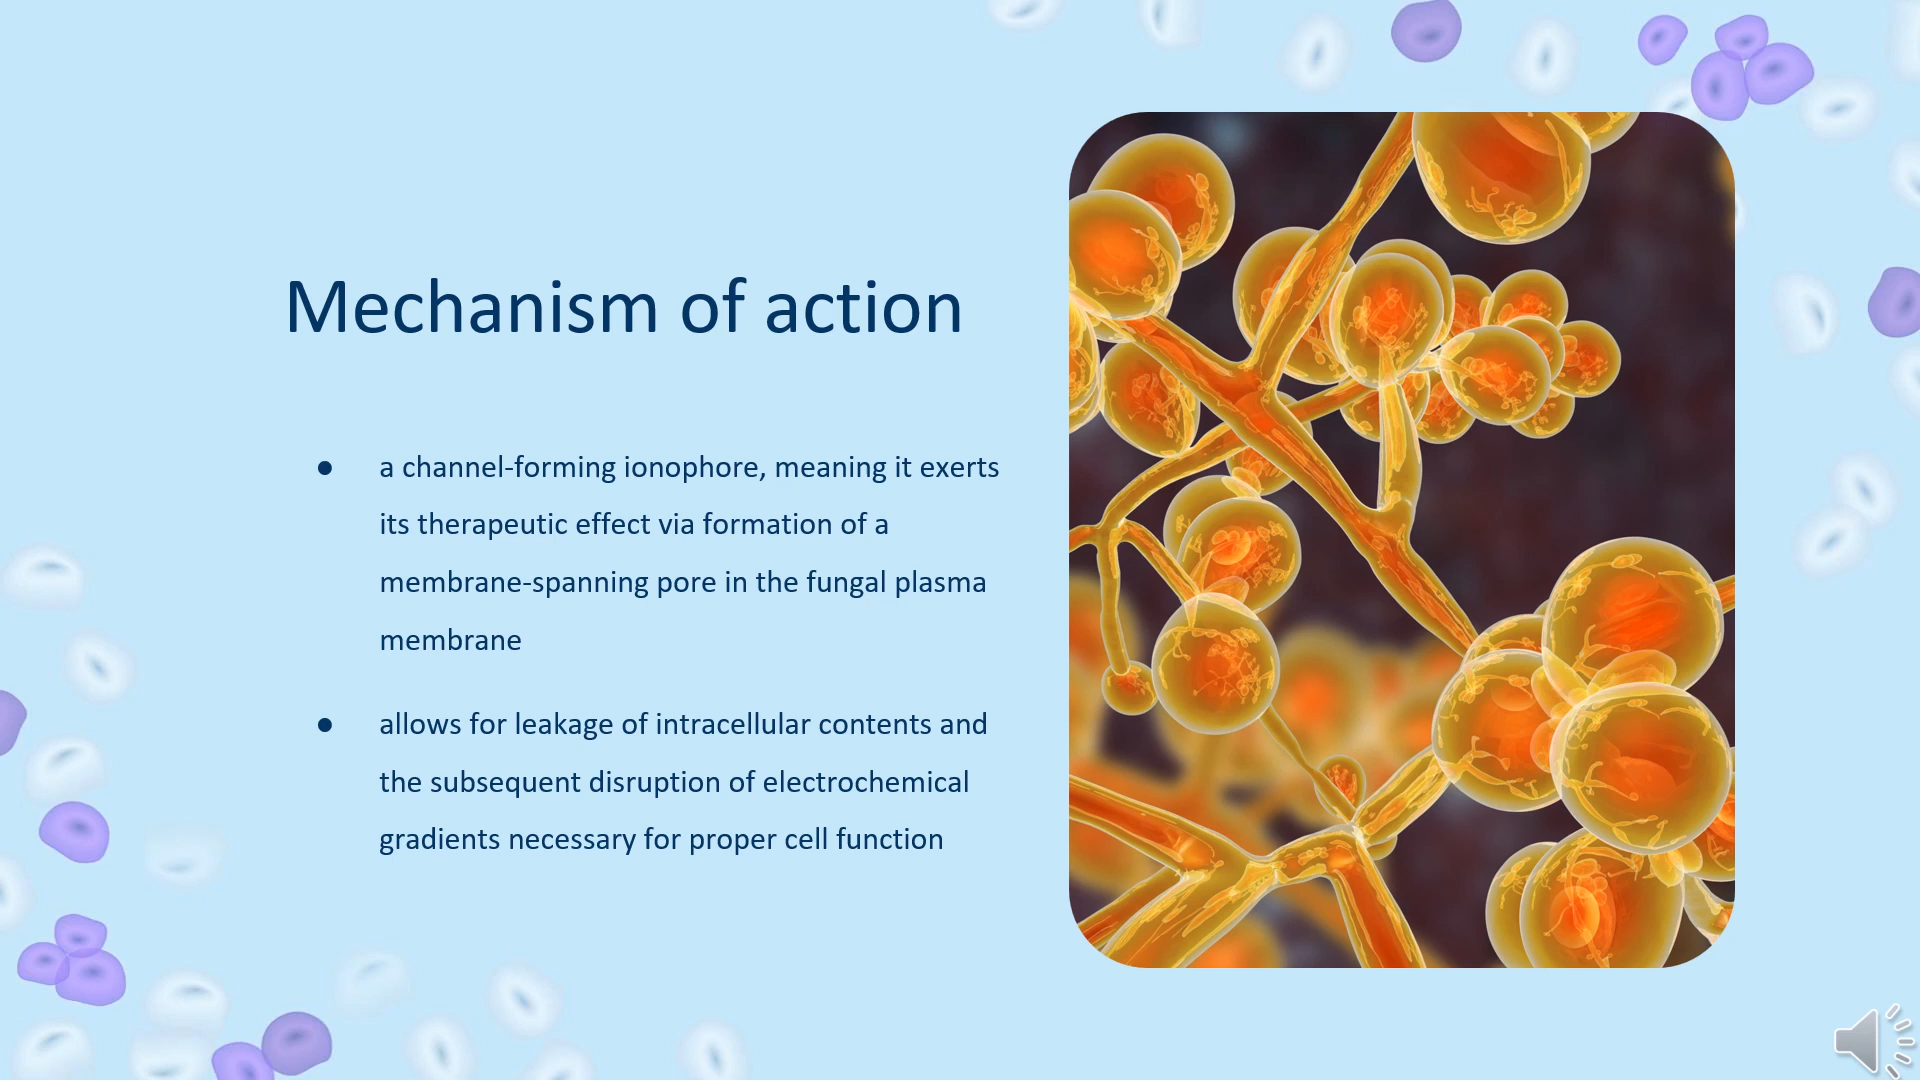 Mechanism of action
● a channel-forming ionophore, meaning it exerts
its therapeutic effect via formation of a
membrane-spanning pore in the fungal plasma
membrane
● allows for leakage of intracellular contents and
the subsequent disruption of electrochemical
gradients necessary for proper cell function